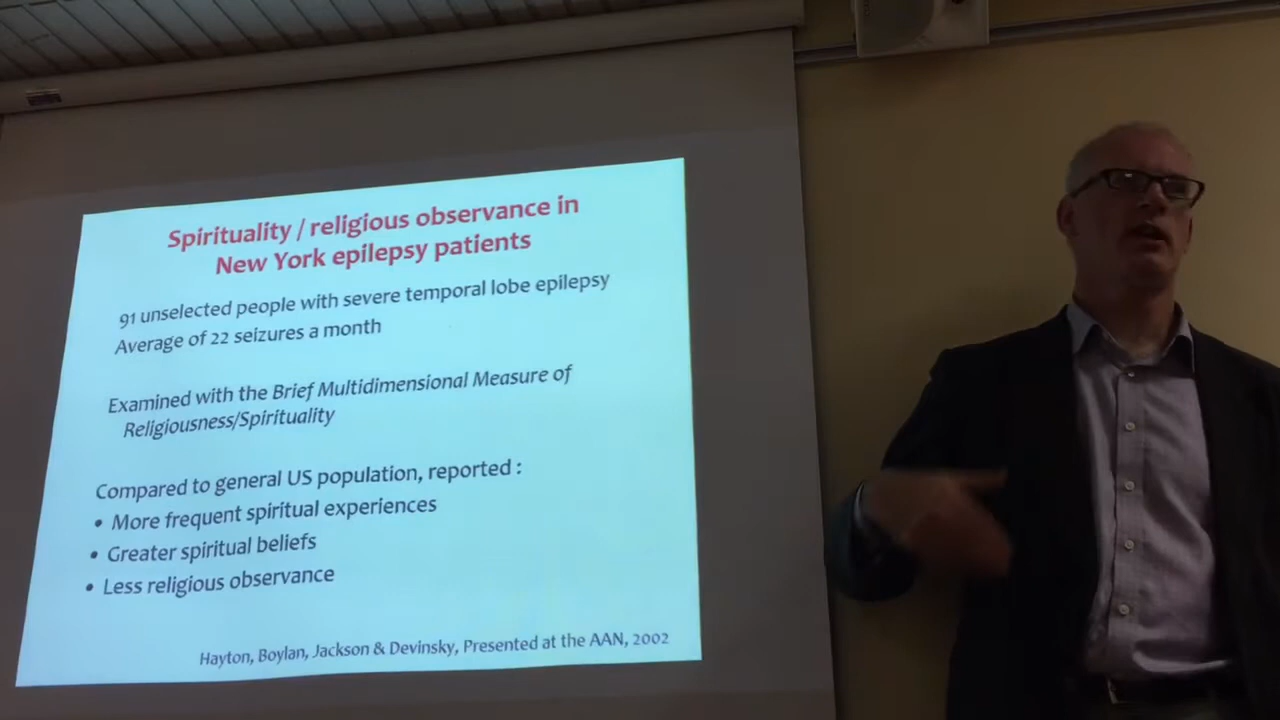 Spirituality / religious observance in
New York epilepsy patients
91 unselected people with severe temporal lobe epilepsy
Average of 22 seizures a month
Examined with the Brief Multidimensional Measure of
Religiousness/Spirituality
Compared to general US population, reported :
• More frequent spiritual experiences
• Greater spiritual beliefs
• Less religious observance
Hayton, Boylan, Jackson & Devinsky, Presented at the AAN, 2002